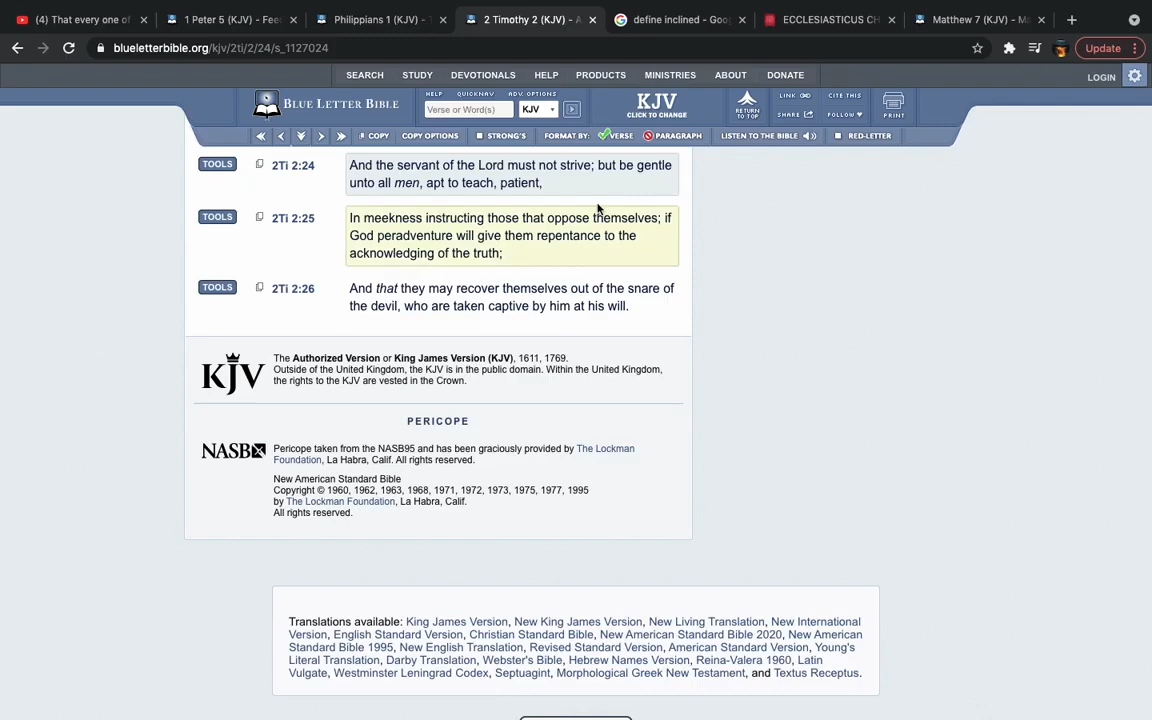 (4) That every one of
1 Peter 5 (KJV) - Fee
Philippians 1 (KJV) - T
2 Timothy 2 (KJV) - A
define inclined - Goo
ECCLESIASTICUS CH
Matthew 7 (KJV) - Ma
blueletterbible.org/kjv/2ti/2/24/s_1127024
Update
SEARCH STUDY DEVOTIONALS HELP PRODUCTS MINISTRIES ABOUT DONATE
LOGIN
BLUE LETTER BIBLE
HELP QUICKNAV ADV. OPTIONS
Verse or Word(s) KJV
KJV
CLICK TO CHANGE
RETURN
TO TOP
LINK
SHARE
CITE THIS
FOLLOW
PRINT
COPY COPY OPTIONS STRONG'S FORMAT BY: VERSE PARAGRAPH LISTEN TO THE BIBLE RED-LETTER
TOOLS 2Ti 2:24 And the servant of the Lord must not strive; but be gentle
unto all men, apt to teach, patient,
TOOLS 2Ti 2:25 In meekness instructing those that oppose themselves; if
God peradventure will give them repentance to the
acknowledging of the truth;
TOOLS 2Ti 2:26 And that they may recover themselves out of the snare of
the devil, who are taken captive by him at his will.
KJV
The Authorized Version or King James Version (KJV), 1611, 1769.
Outside of the United Kingdom, the KJV is in the public domain. Within the United Kingdom,
the rights to the KJV are vested in the Crown.
PERICOPE
NASB
Pericope taken from the NASB95 and has been graciously provided by The Lockman
Foundation, La Habra, Calif. All rights reserved.
New American Standard Bible
Copyright © 1960, 1962, 1963, 1968, 1971, 1972, 1973, 1975, 1977, 1995
by The Lockman Foundation, La Habra, Calif.
All rights reserved.
Translations available: King James Version, New King James Version, New Living Translation, New International
Version, English Standard Version, Christian Standard Bible, New American Standard Bible 2020, New American
Standard Bible 1995, New English Translation, Revised Standard Version, American Standard Version, Young's
Literal Translation, Darby Translation, Webster's Bible, Hebrew Names Version, Reina-Valera 1960, Latin
Vulgate, Westminster Leningrad Codex, Septuagint, Morphological Greek New Testament, and Textus Receptus.